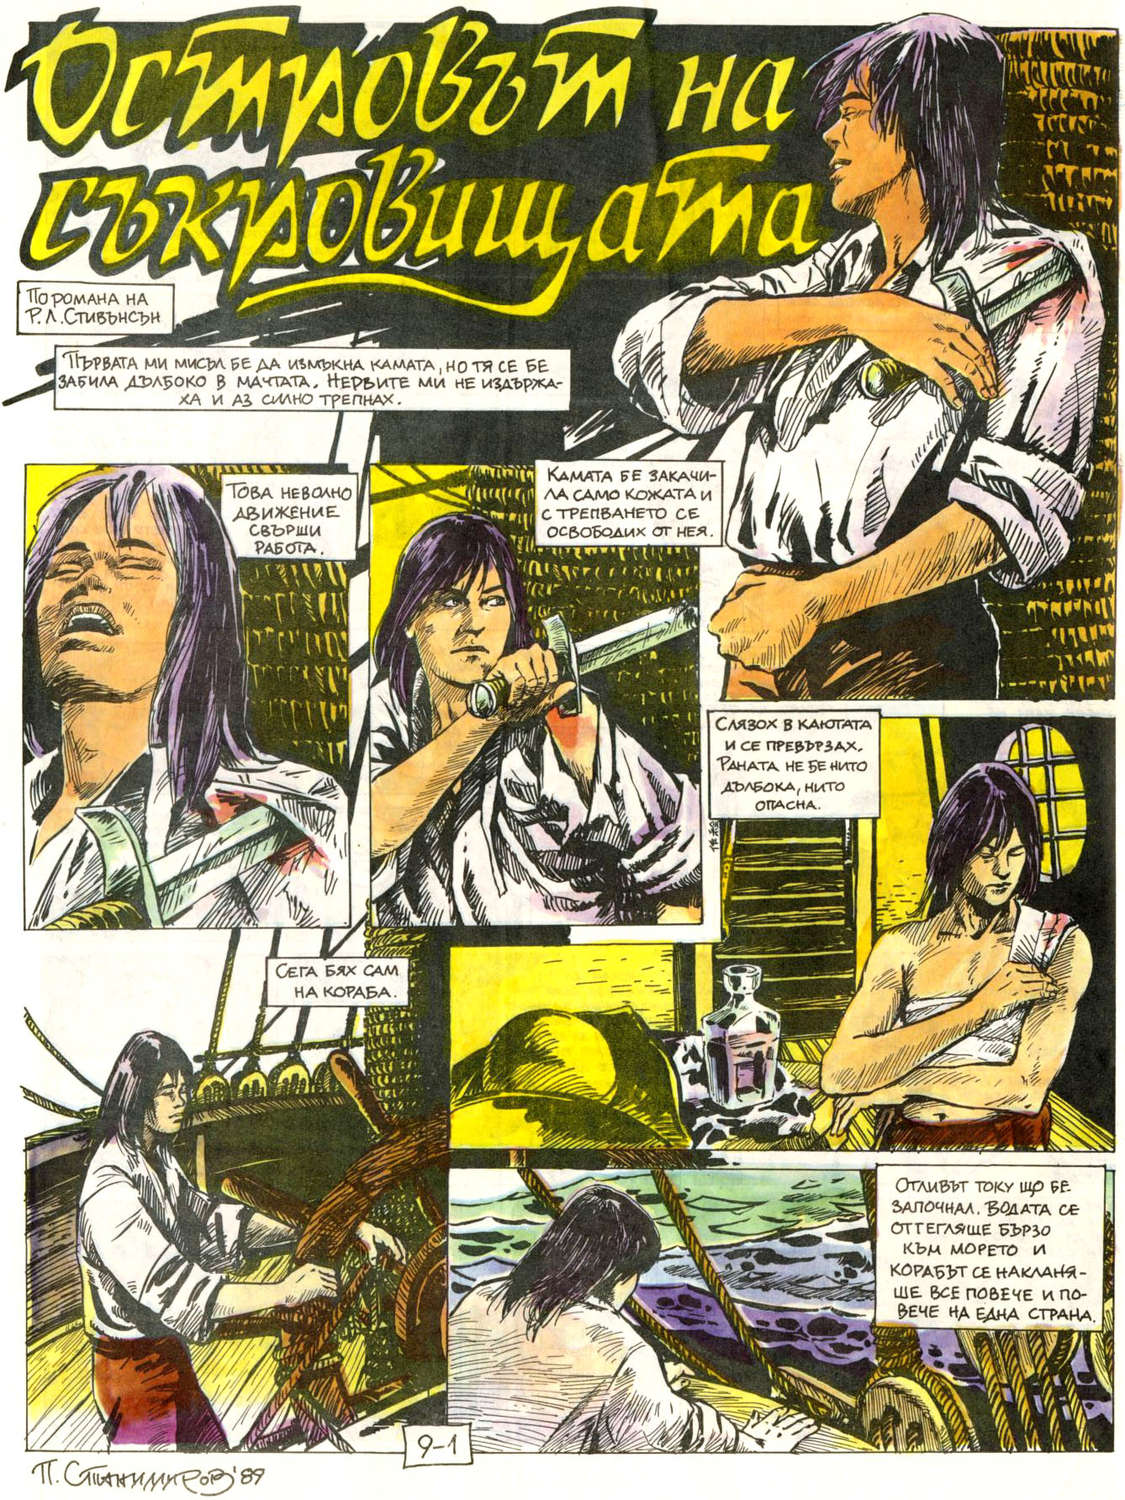 Островът на
съкровищата
По романа на
Р. Л. Стивънсън
Първата ми мисъл бе да измъкна камата, но тя се бе
забила дълбоко в мачтата. Нервите ми не издържа-
ха и аз силно трепнах.
Това неволно
движение
свърши
работа.
Камата бе закачи-
ла само кожата и
с трепването се
освободих от нея.
Слязох в каютата
и се превързах.
Раната не бе нито
дълбока, нито
опасна.
Сега бях сам
на кораба.
Отливът току що бе
започнал. Водата се
оттегляше бързо
към морето и
корабът се накланя-
ше все повече и по-
вече на една страна.
9-1
П. Станимиров '89